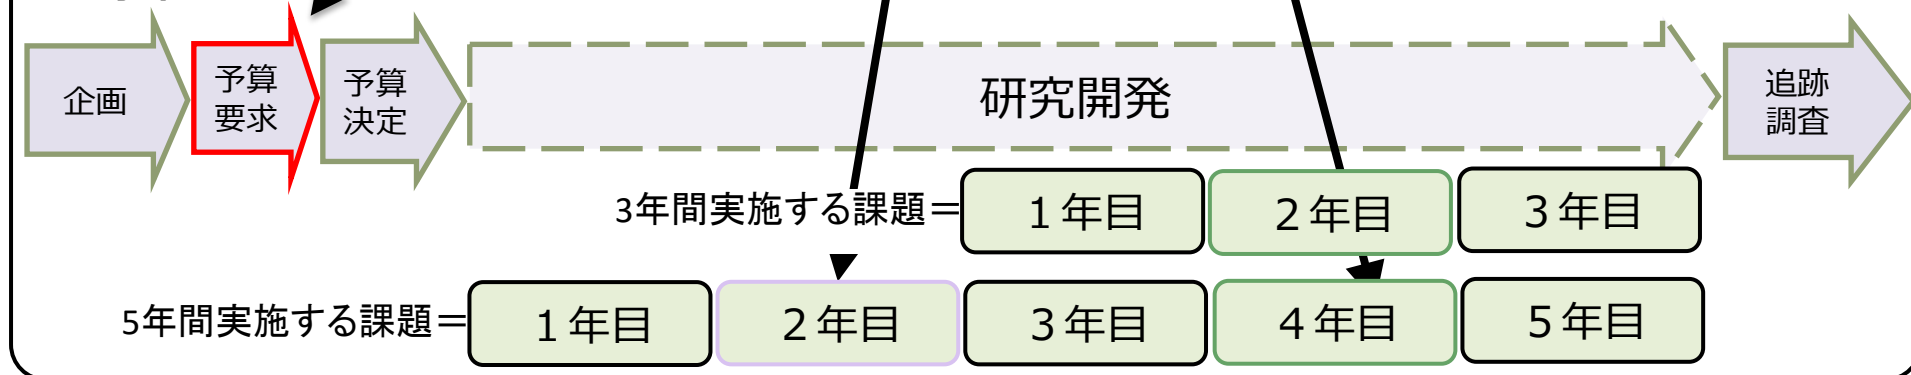 企画
予算
要求
予算
決定
研究開発
追跡
調査
3年間実施する課題＝
１年目
２年目
３年目
5年間実施する課題＝
１年目
２年目
３年目
４年目
５年目